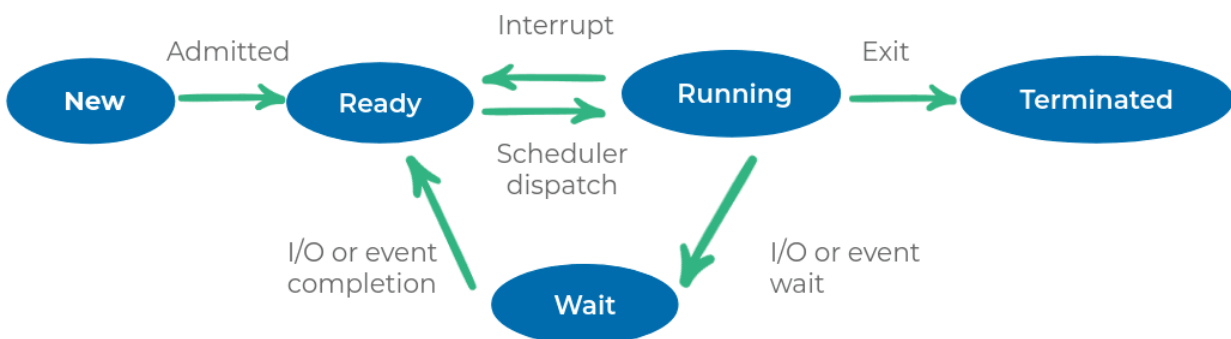 Interrupt
Admitted
Exit
New
Ready
Running
Terminated
Scheduler
dispatch
I/O or event
completion
I/O or event
wait
Wait